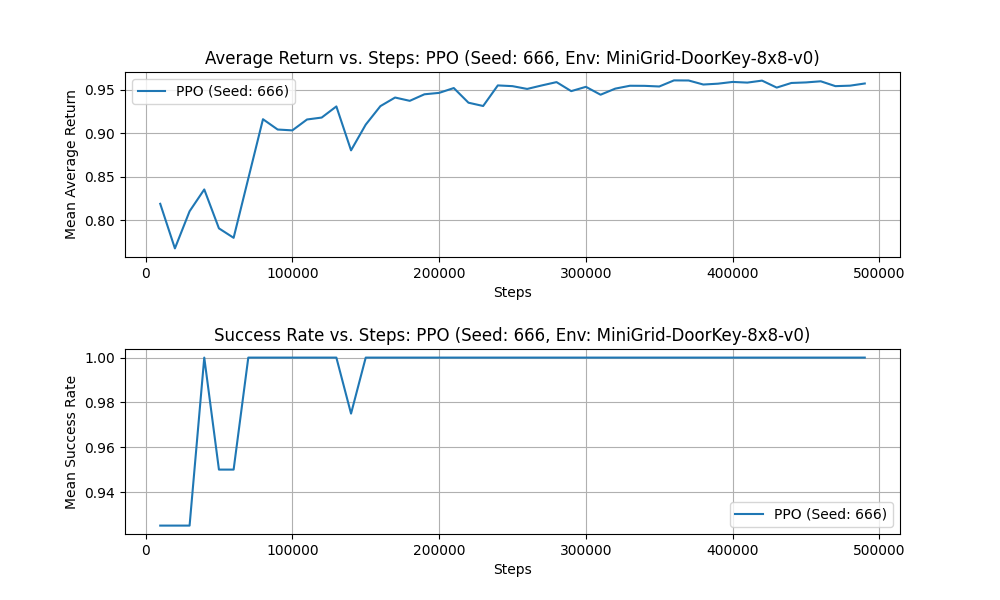 Average Return vs. Steps: PPO (Seed: 666, Env: MiniGrid-DoorKey-8x8-v0)
PPO (Seed: 666)
Mean Average Return
0.95
0.90
0.85
0.80
0
100000
200000
300000
400000
500000
Steps
Success Rate vs. Steps: PPO (Seed: 666, Env: MiniGrid-DoorKey-8x8-v0)
Mean Success Rate
1.00
0.98
0.96
0.94
PPO (Seed: 666)
0
100000
200000
300000
400000
500000
Steps